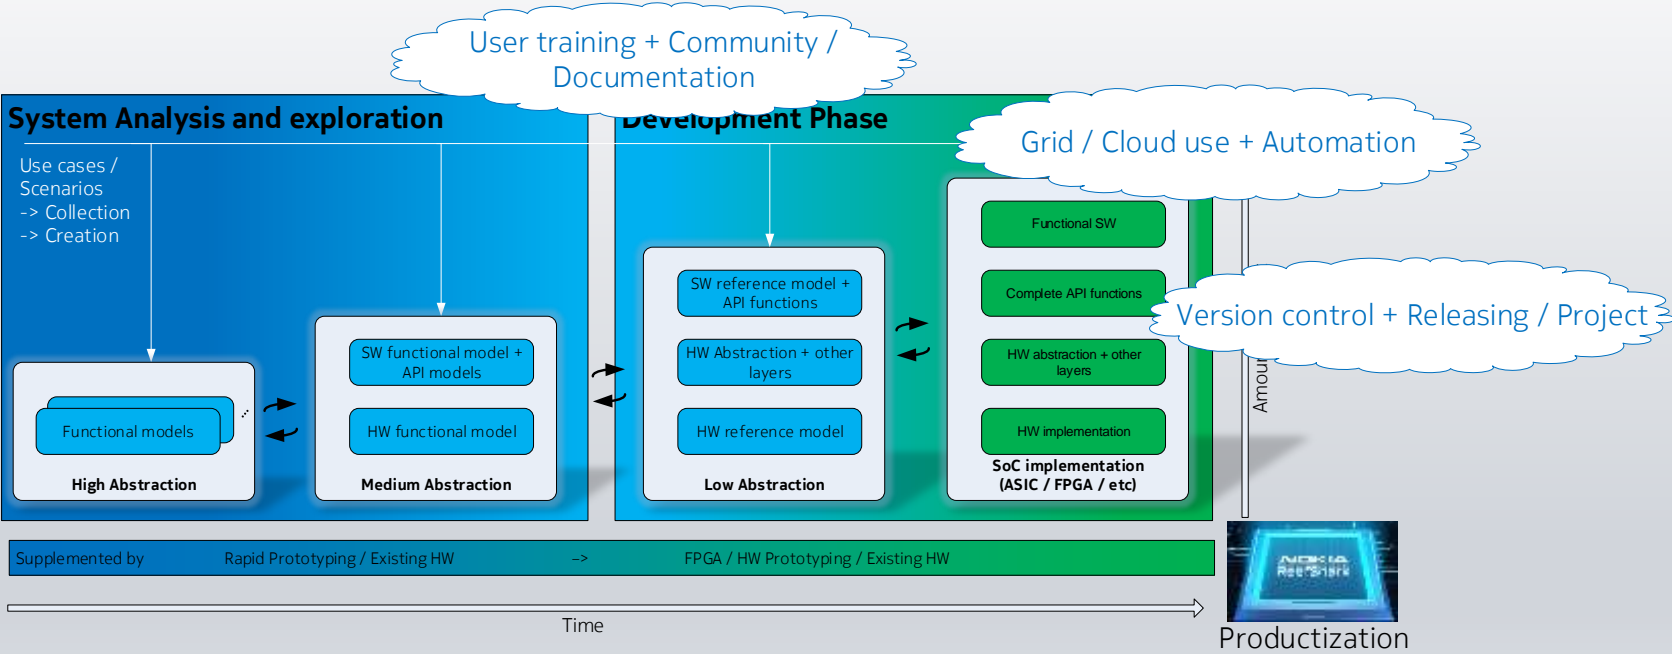 User training + Community /
Documentation
System Analysis and exploration
Development Phase
Grid / Cloud use + Automation
Use cases /
Scenarios
-> Collection
-> Creation
Functional SW
SW reference model +
API functions
Complete API functions
Version control + Releasing / Project
SW functional model +
API models
HW Abstraction + other
layers
HW abstraction + other
layers
Functional models
...
HW functional model
HW reference model
HW implementation
High Abstraction
Medium Abstraction
Low Abstraction
SoC implementation
(ASIC / FPGA / etc)
Supplemented by Rapid Prototyping / Existing HW –> FPGA / HW Prototyping / Existing HW
NOKIA
ReefShark
Time
Productization